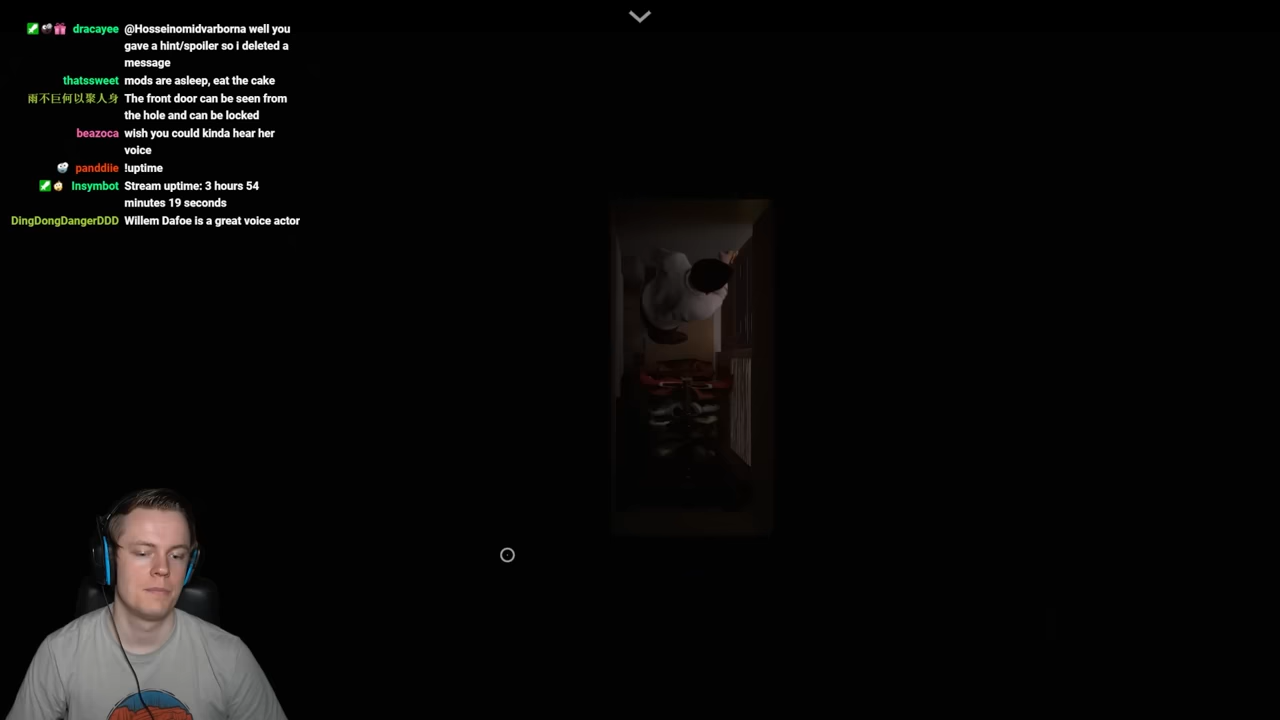 dracayee @Hosseinomidvarborna well you
gave a hint/spoiler so i deleted a
message
thatssweet mods are asleep, eat the cake
雨不巨何以聚人身 The front door can be seen from
the hole and can be locked
beazoca wish you could kinda hear her
voice
panddiie !uptime
Insymbot Stream uptime: 3 hours 54
minutes 19 seconds
DingDongDangerDDD Willem Dafoe is a great voice actor